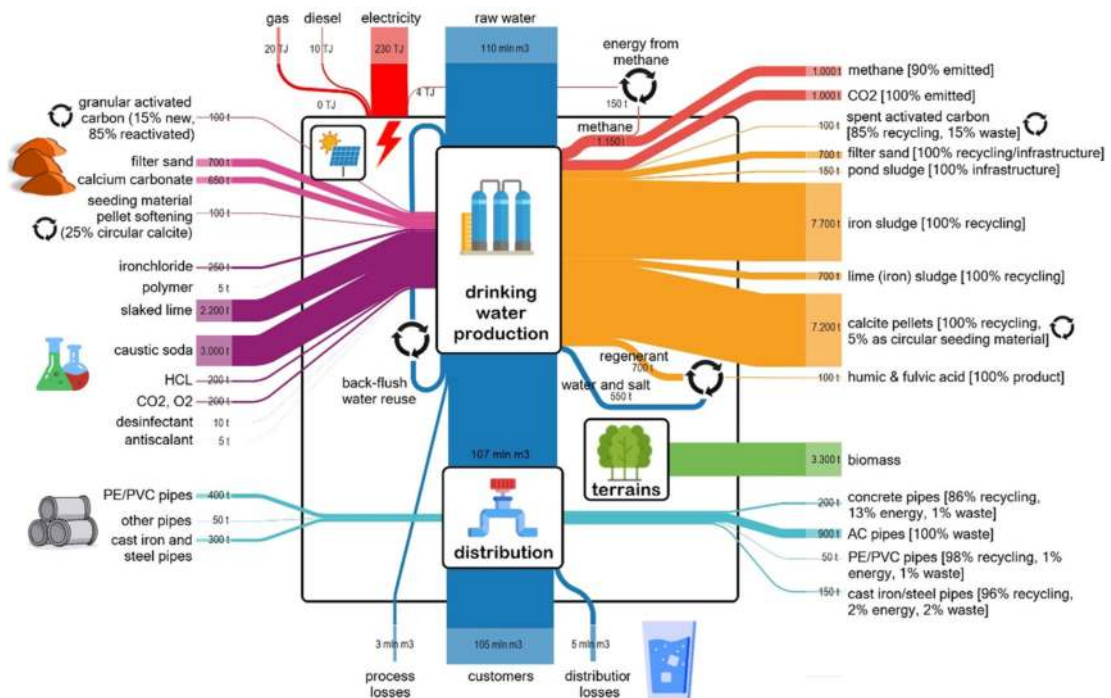 gas
diesel
electricity
raw water
20 TJ
10 TJ
230 TJ
110 mln m3
energy from
methane
0 TJ
4 TJ
150 t
granular activated
carbon (15% new,
85% reactivated)
100 t
filter sand
700 t
calcium carbonate
650 t
seeding material
pellet softening
(25% circular calcite)
100 t
ironchloride
250 t
polymer
5 t
slaked lime
2.200 t
caustic soda
3.000 t
HCL
200 t
CO2, O2
200 t
desinfectant
10 t
antiscalant
5 t
PE/PVC pipes
400 t
other pipes
50 t
cast iron and
steel pipes
300 t
drinking
water
production
back-flush
water reuse
methane
1.150 t
regenerant
700 t
water and salt
550 t
107 mln m3
terrains
distribution
1.000 t
methane [90% emitted]
1.000 t
CO2 [100% emitted]
100 t
spent activated carbon
[85% recycling, 15% waste]
700 t
filter sand [100% recycling/infrastructure]
150 t
pond sludge [100% infrastructure]
7.700 t
iron sludge [100% recycling]
700 t
lime (iron) sludge [100% recycling]
7.200 t
calcite pellets [100% recycling,
5% as circular seeding material]
100 t
humic & fulvic acid [100% product]
3.300 t
biomass
200 t
concrete pipes [86% recycling,
13% energy, 1% waste]
900 t
AC pipes [100% waste]
50 t
PE/PVC pipes [98% recycling, 1%
energy, 1% waste]
150 t
cast iron/steel pipes [96% recycling,
2% energy, 2% waste]
3 mln m3
105 mln m3
5 mln m3
process
losses
customers
distributior
losses